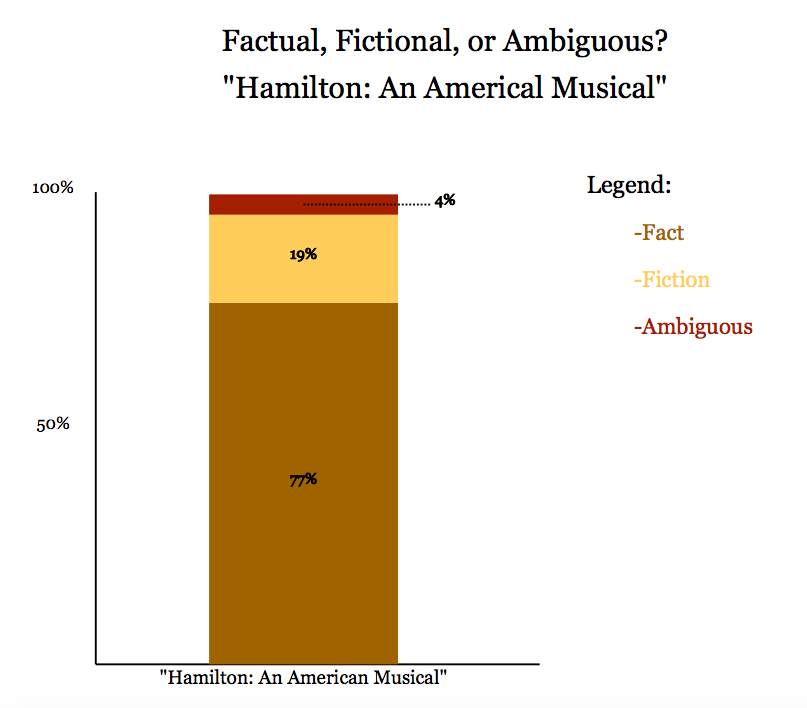 Factual, Fictional, or Ambiguous?
"Hamilton: An Americal Musical"
Legend:
-Fact
-Fiction
-Ambiguous
100%
4%
19%
50%
77%
"Hamilton: An American Musical"